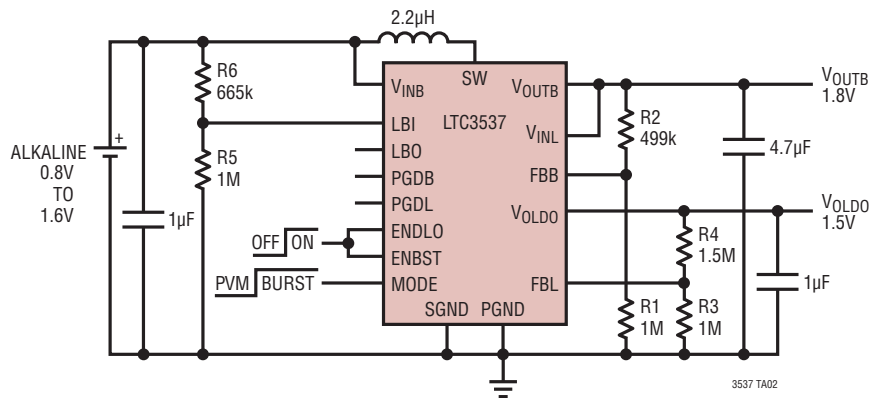 2.2µH
R6
665k
SW
VINB
VOUTB
VOUTB
1.8V
R2
499k
LTC3537
LBI
VINL
ALKALINE
0.8V
TO
1.6V
+
R5
1M
LBO
4.7µF
PGDB
FBB
PGDL
VOLDO
VOLDO
1.5V
1µF
OFF ON
ENDLO
R4
1.5M
ENBST
PVM BURST
MODE
FBL
1µF
SGND PGND
R1
1M
R3
1M
3537 TA02